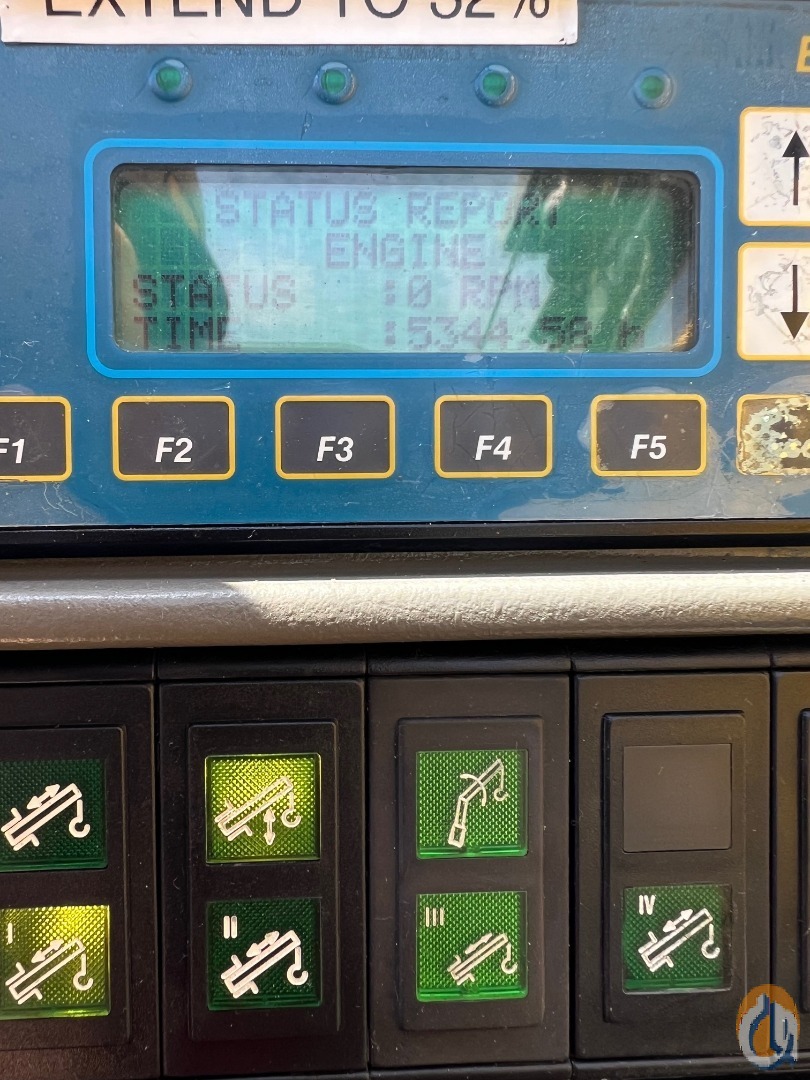 EXTEND TO 52%
STATUS REPORT
ENGINE
STATUS :0 RPM
TIME :5344.58 h
F1 F2 F3 F4 F5
I II III IV